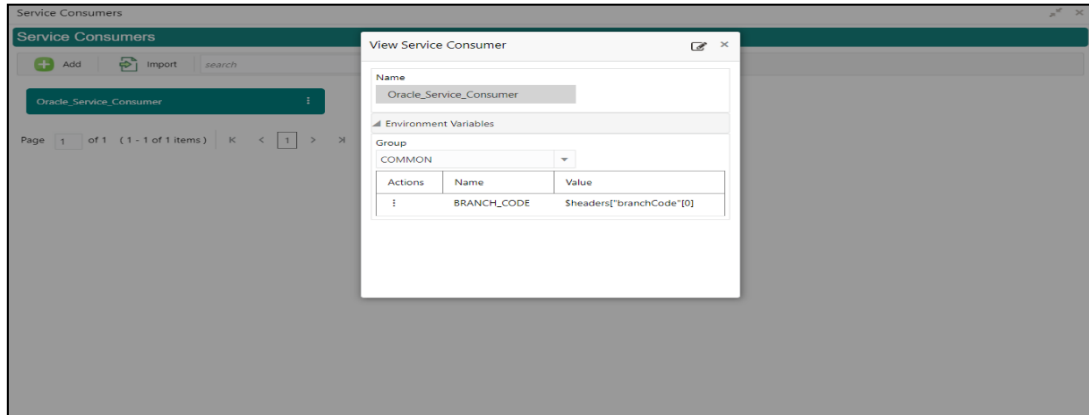 Service Consumers
Service Consumers
Add Import search
Oracle_Service_Consumer
Page 1 of 1 ( 1 - 1 of 1 items ) K < 1 > >|
View Service Consumer
Name
Oracle_Service_Consumer
Environment Variables
Group
COMMON
Actions Name Value
BRANCH_CODE $headers["branchCode"[0]